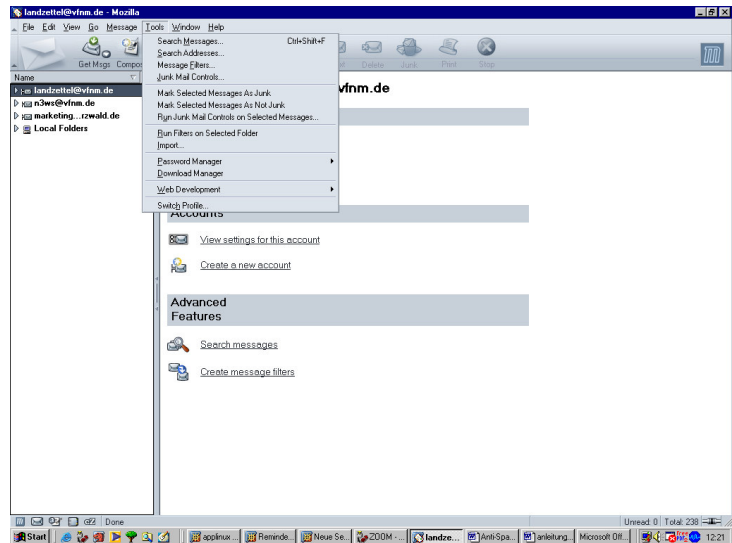 landzettel@vfnm.de - Mozilla
File Edit View Go Message Tools Window Help
Get Msgs Compos
Delete Junk Print Stop
Search Messages... Ctrl+Shift+F
Search Addresses...
Message Filters...
Junk Mail Controls...
Mark Selected Messages As Junk
Mark Selected Messages As Not Junk
Run Junk Mail Controls on Selected Messages...
Run Filters on Selected Folder
Import...
Password Manager
Download Manager
Web Development
Switch Profile...
Name
landzettel@vfnm.de
n3ws@vfnm.de
marketing...rzwald.de
Local Folders
vfnm.de
Accounts
View settings for this account
Create a new account
Advanced
Features
Search messages
Create message filters
Done
Unread: 0 Total: 238
Start applinux ... Reminde... Neue Se... ZOOM - ... landze... Anti-Spa... anleitung... Microsoft Off... 12:21